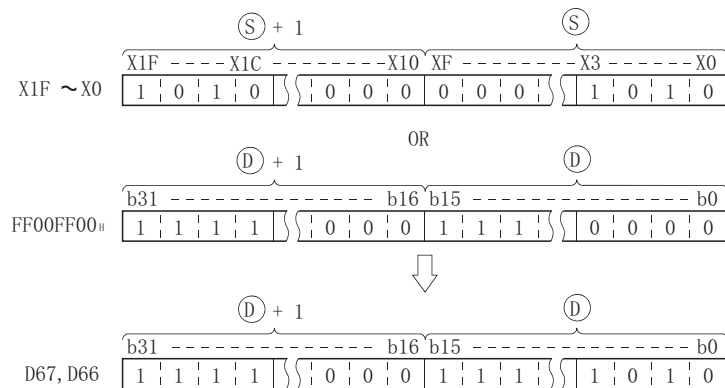 Ⓢ + 1 Ⓢ
X1F - - - - - X1C - - - - - - - - - - - X10 XF - - - - - - - - - - X3 - - - - - - - X0
X1F ～X0 1 0 1 0 0 0 0 0 0 0 1 0 1 0
OR
Ⓓ + 1 Ⓓ
b31 - - - - - - - - - - - - - - - - - b16 b15 - - - - - - - - - - - - - - - - - - - b0
FF00FF00H 1 1 1 1 0 0 0 1 1 1 0 0 0 0
Ⓓ + 1 Ⓓ
b31 - - - - - - - - - - - - - - - - - b16 b15 - - - - - - - - - - - - - - - - - - - b0
D67, D66 1 1 1 1 0 0 0 1 1 1 1 0 1 0